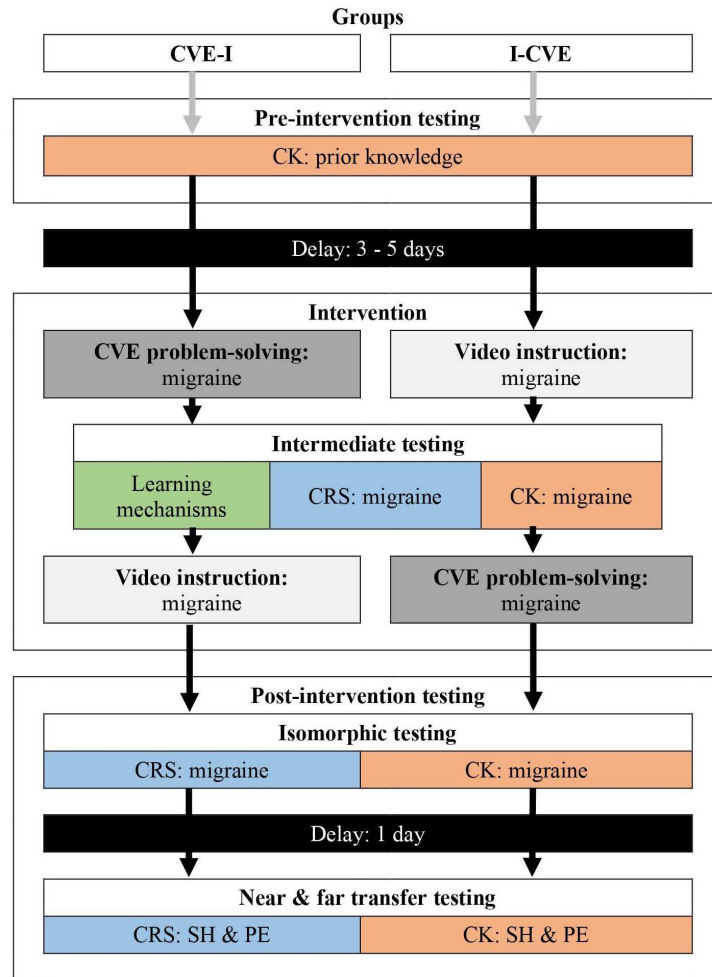 Groups
CVE-I
I-CVE
Pre-intervention testing
CK: prior knowledge
Delay: 3 - 5 days
Intervention
CVE problem-solving:
migraine
Video instruction:
migraine
Intermediate testing
Learning
mechanisms
CRS: migraine
CK: migraine
Video instruction:
migraine
CVE problem-solving:
migraine
Post-intervention testing
Isomorphic testing
CRS: migraine
CK: migraine
Delay: 1 day
Near & far transfer testing
CRS: SH & PE
CK: SH & PE